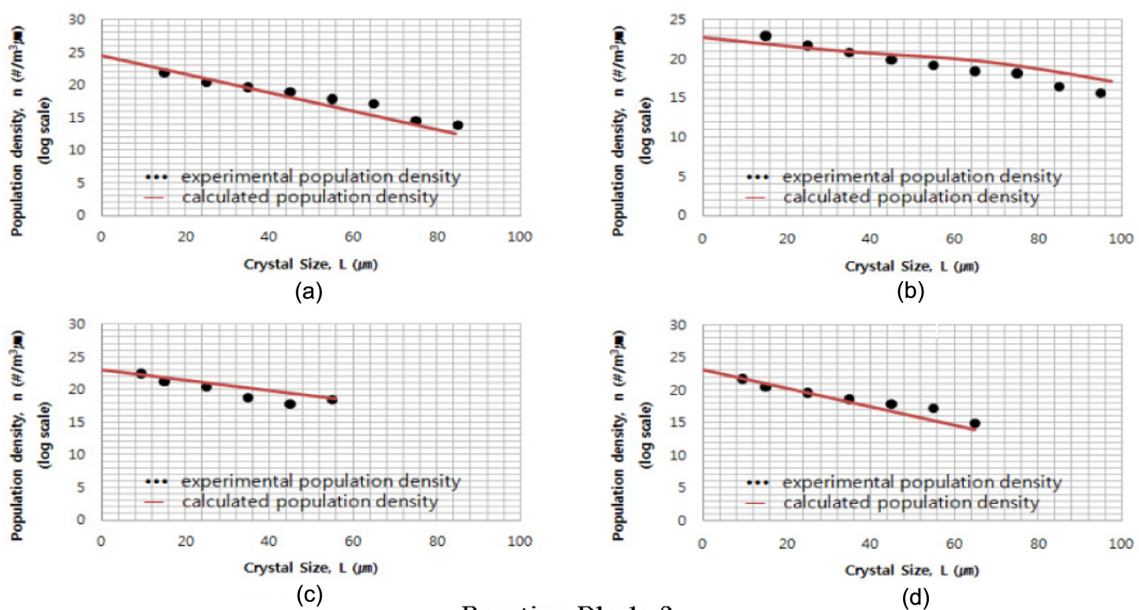 30
25
20
15
10
5
0
Population density, n (#/m³㎛)
(log scale)
••• experimental population density
— calculated population density
0 20 40 60 80 100
Crystal Size, L (㎛)
(a)
25
20
15
10
5
0
Population density, n (#/m³㎛)
(log scale)
••• experimental population density
— calculated population density
0 20 40 60 80 100
Crystal Size, L (㎛)
(b)
30
25
20
15
10
5
0
Population density, n (#/m³㎛)
(log scale)
••• experimental population density
— calculated population density
0 20 40 60 80 100
Crystal Size, L (㎛)
(c)
30
25
20
15
10
5
0
Population density, n (#/m³㎛)
(log scale)
••• experimental population density
— calculated population density
0 20 40 60 80 100
Crystal Size, L (㎛)
(d)